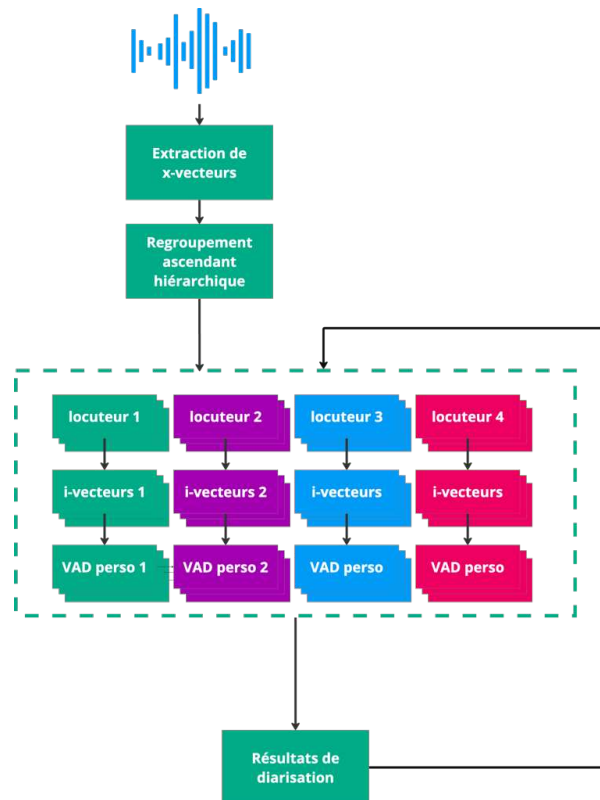 Extraction de
x-vecteurs
Regroupement
ascendant
hiérarchique
locuteur 1
locuteur 2
locuteur 3
locuteur 4
i-vecteurs 1
i-vecteurs 2
i-vecteurs
i-vecteurs
VAD perso 1
VAD perso 2
VAD perso
VAD perso
Résultats de
diarisation